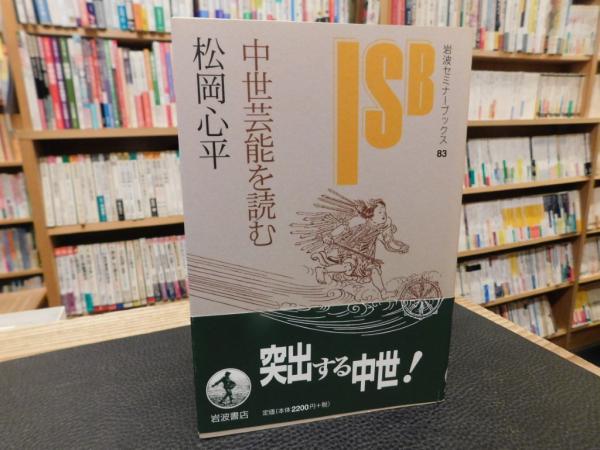 ISB
岩波セミナーブックス
83
中世芸能を読む
松岡心平
突出する中世!
岩波書店
定価(本体2200円+税)